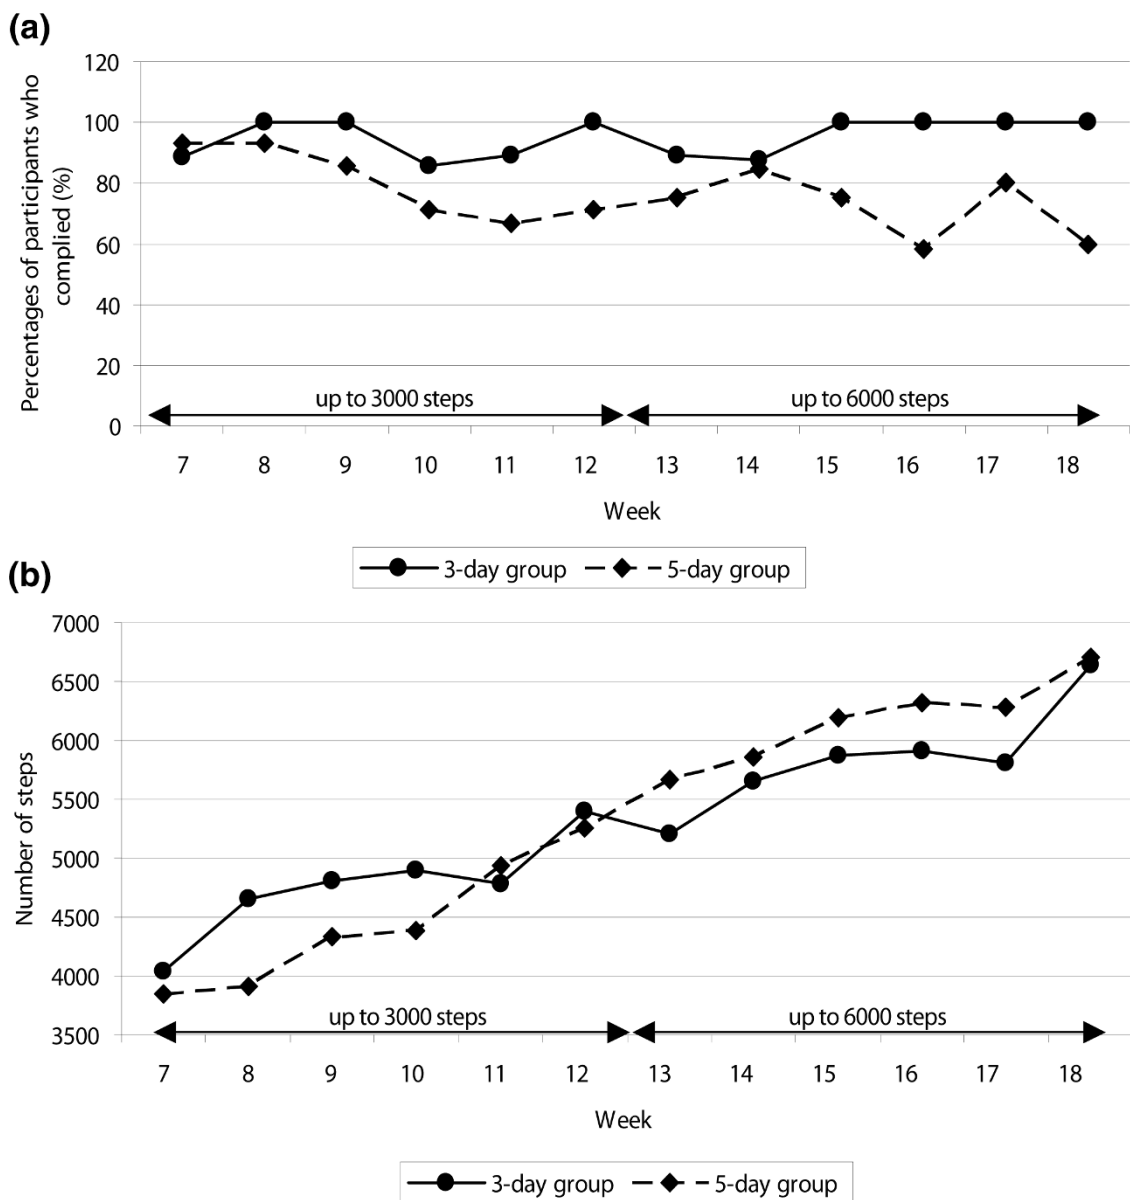 (a)
Percentages of participants who
complied (%)
120
100
80
60
40
20
0
up to 3000 steps
up to 6000 steps
7 8 9 10 11 12 13 14 15 16 17 18
Week
3-day group 5-day group
(b)
Number of steps
7000
6500
6000
5500
5000
4500
4000
3500
up to 3000 steps
up to 6000 steps
7 8 9 10 11 12 13 14 15 16 17 18
Week
3-day group 5-day group